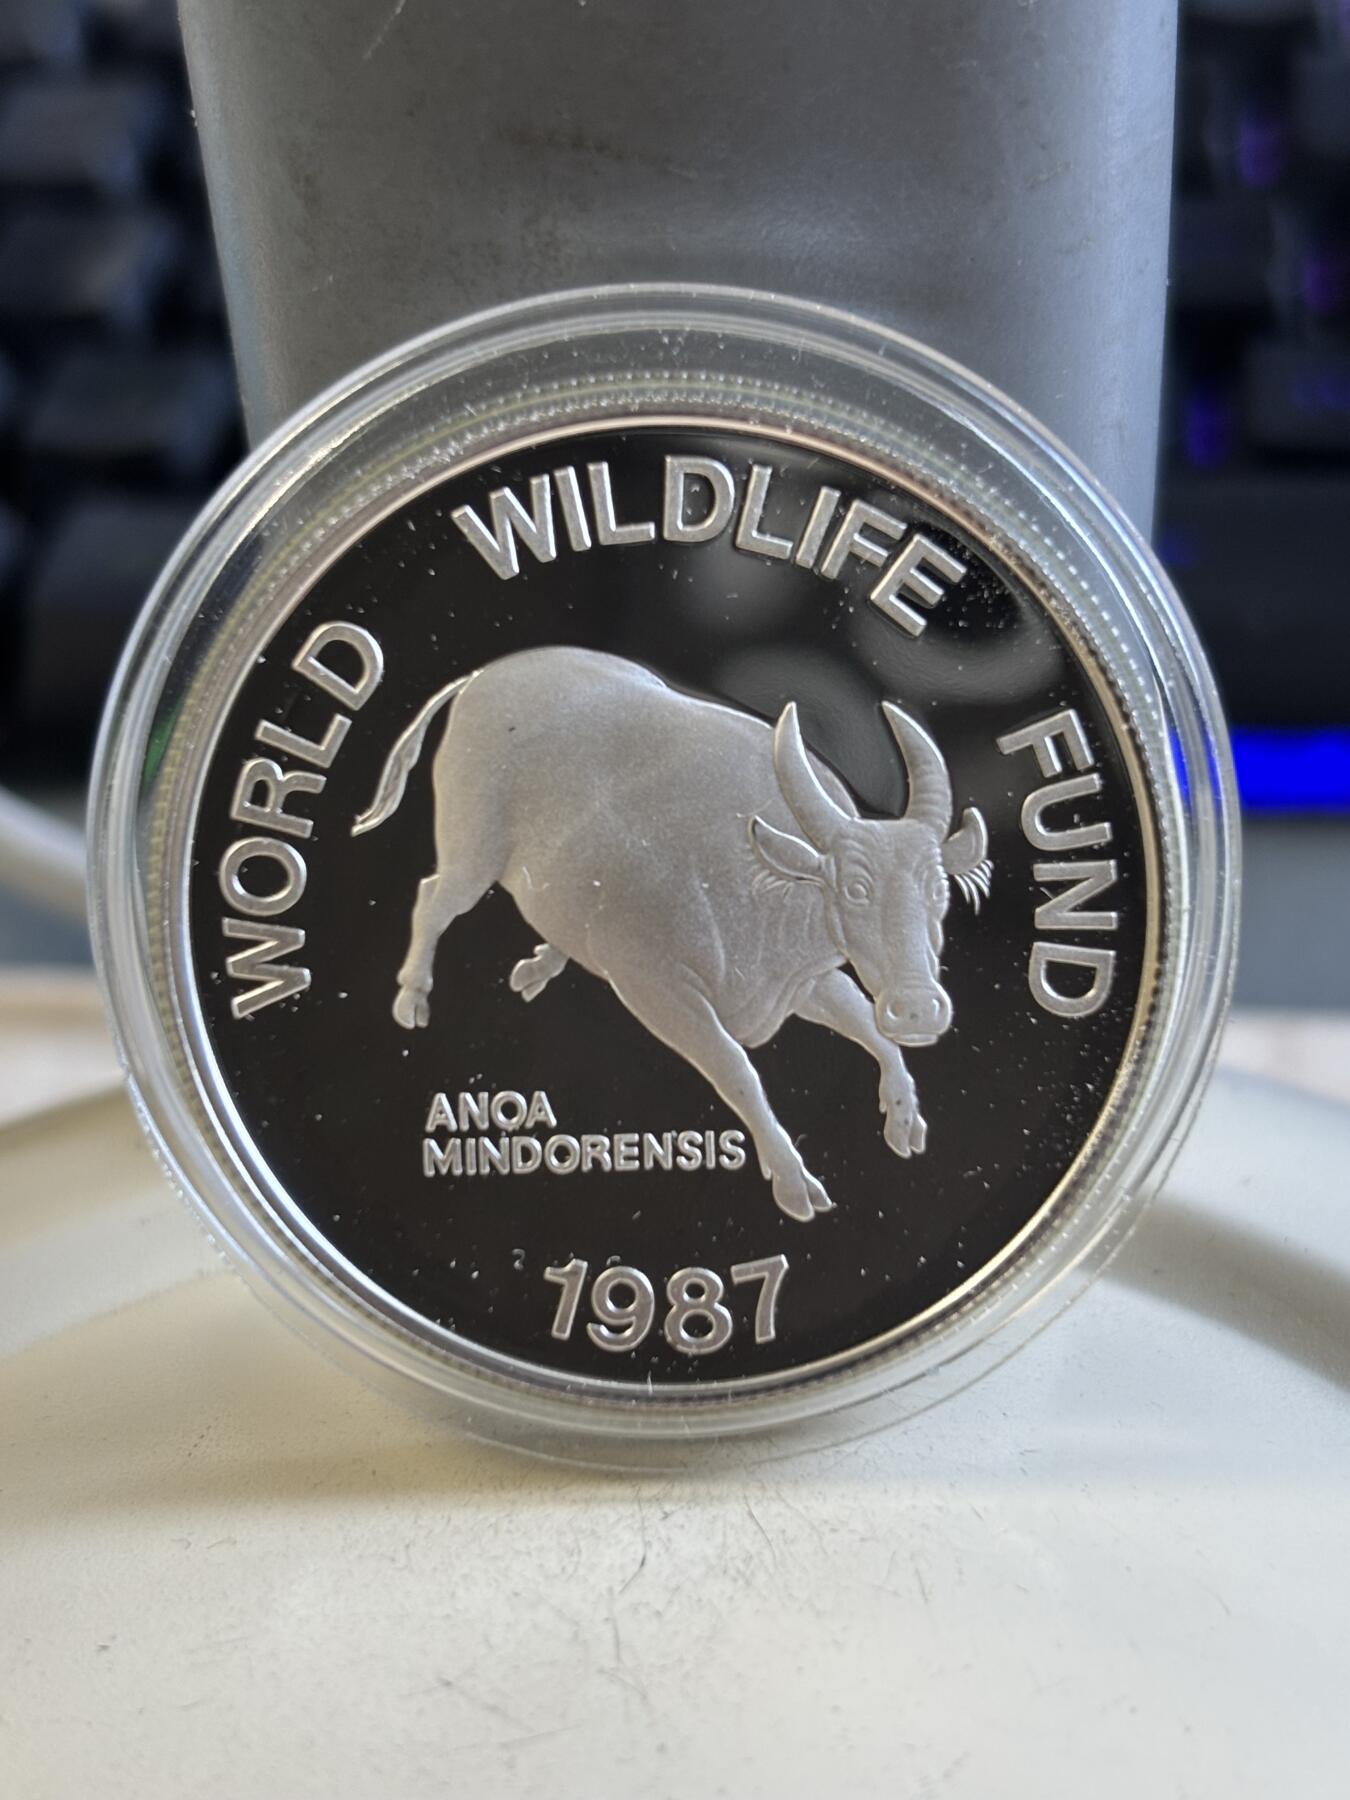 WORLD WILDLIFE FUND
ANOA
MINDORENSIS
1987